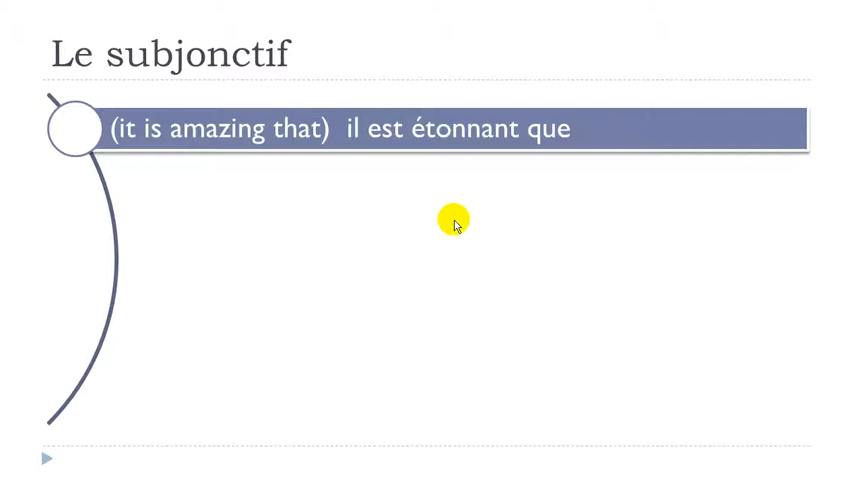 Le subjonctif
(it is amazing that) il est étonnant que